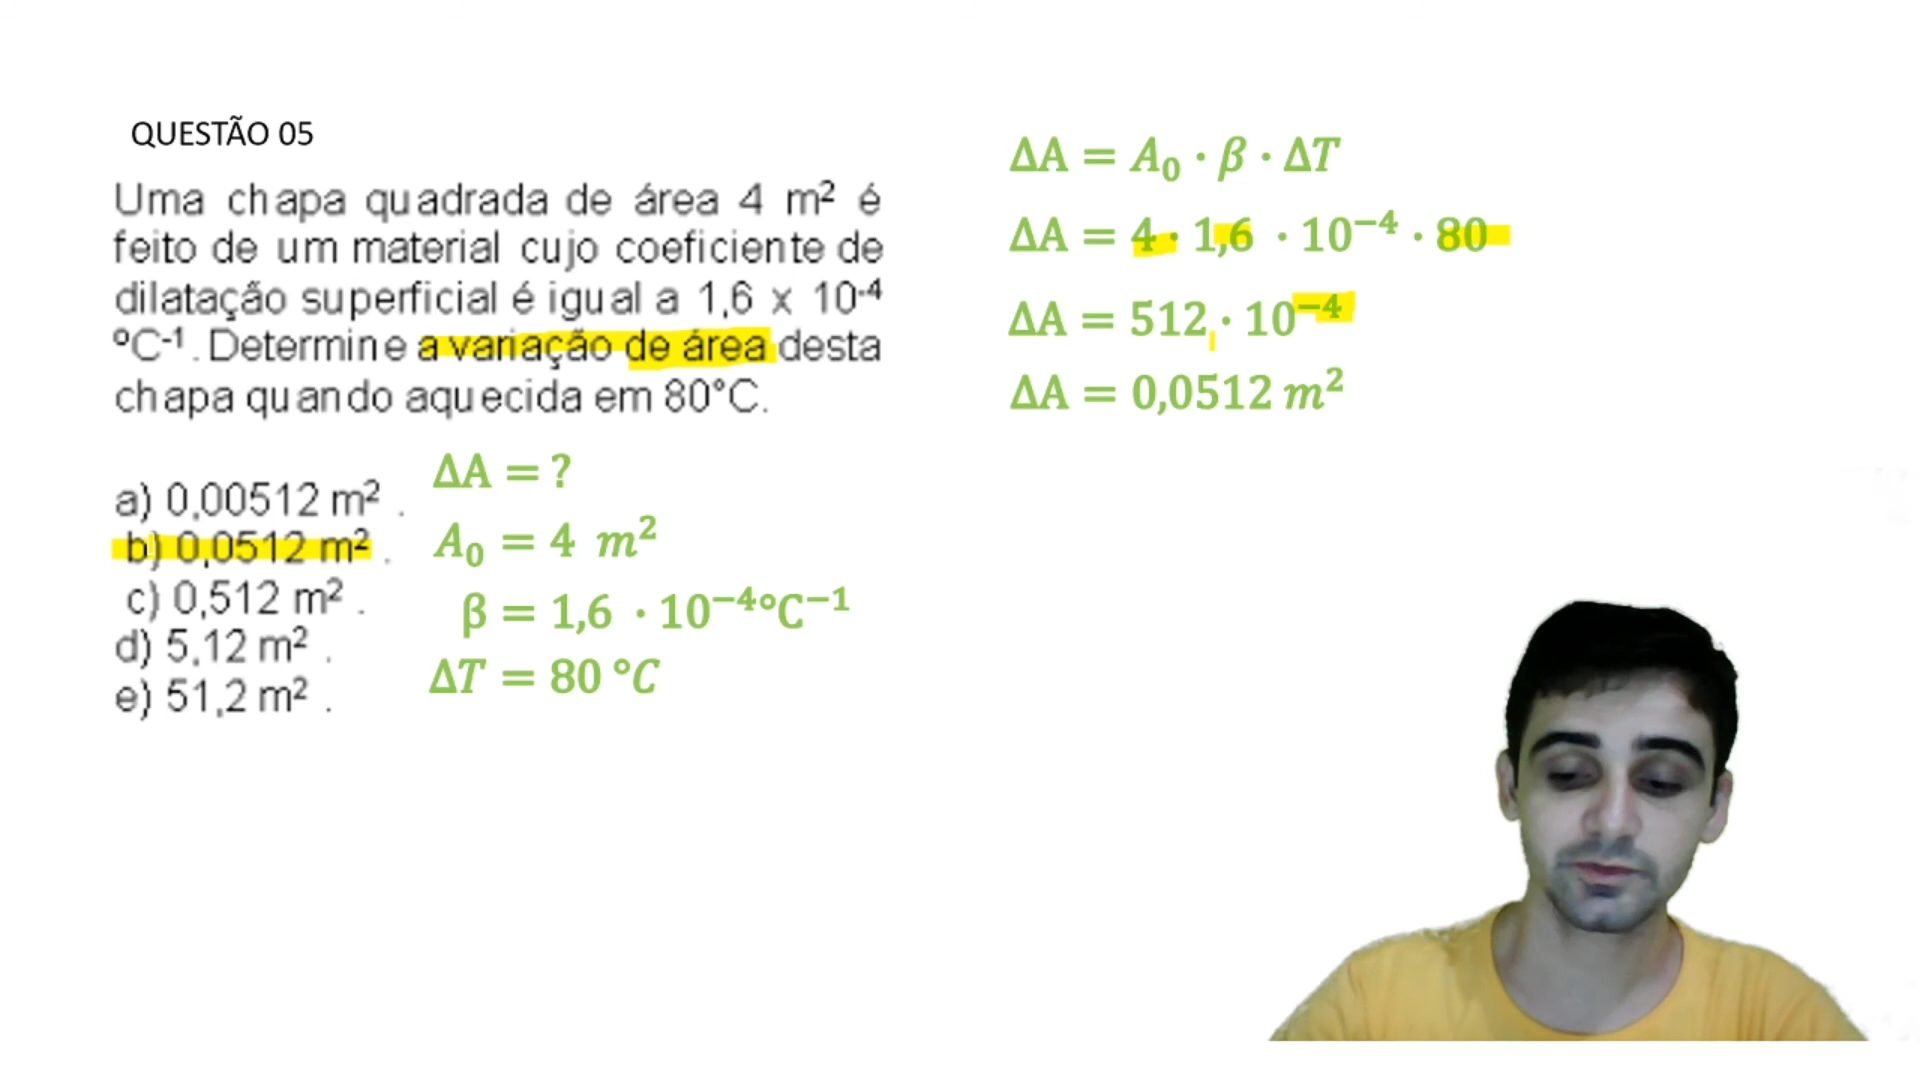 QUESTÃO 05
Uma chapa quadrada de área 4 m² é
feito de um material cujo coeficiente de
dilatação superficial é igual a 1,6 x 10⁻⁴
ºC⁻¹. Determine a variação de área desta
chapa quando aquecida em 80°C.
a) 0,00512 m² .
b) 0,0512 m² .
c) 0,512 m² .
d) 5,12 m² .
e) 51,2 m² .
ΔA = ?
A₀ = 4 m²
β = 1,6 · 10⁻⁴°C⁻¹
ΔT = 80 °C
ΔA = A₀ · β · ΔT
ΔA = 4 · 1,6 · 10⁻⁴ · 80
ΔA = 512 · 10⁻⁴
ΔA = 0,0512 m²